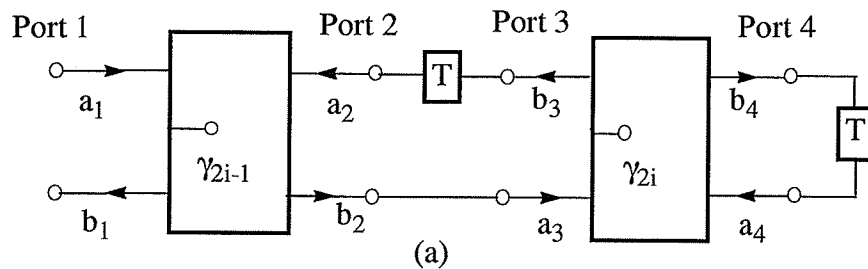 Port 1 Port 2 Port 3 Port 4
T
a₁ a₂ b₃ b₄
T
γ₂ᵢ₋₁ γ₂ᵢ
b₁ b₂ a₃ a₄
(a)